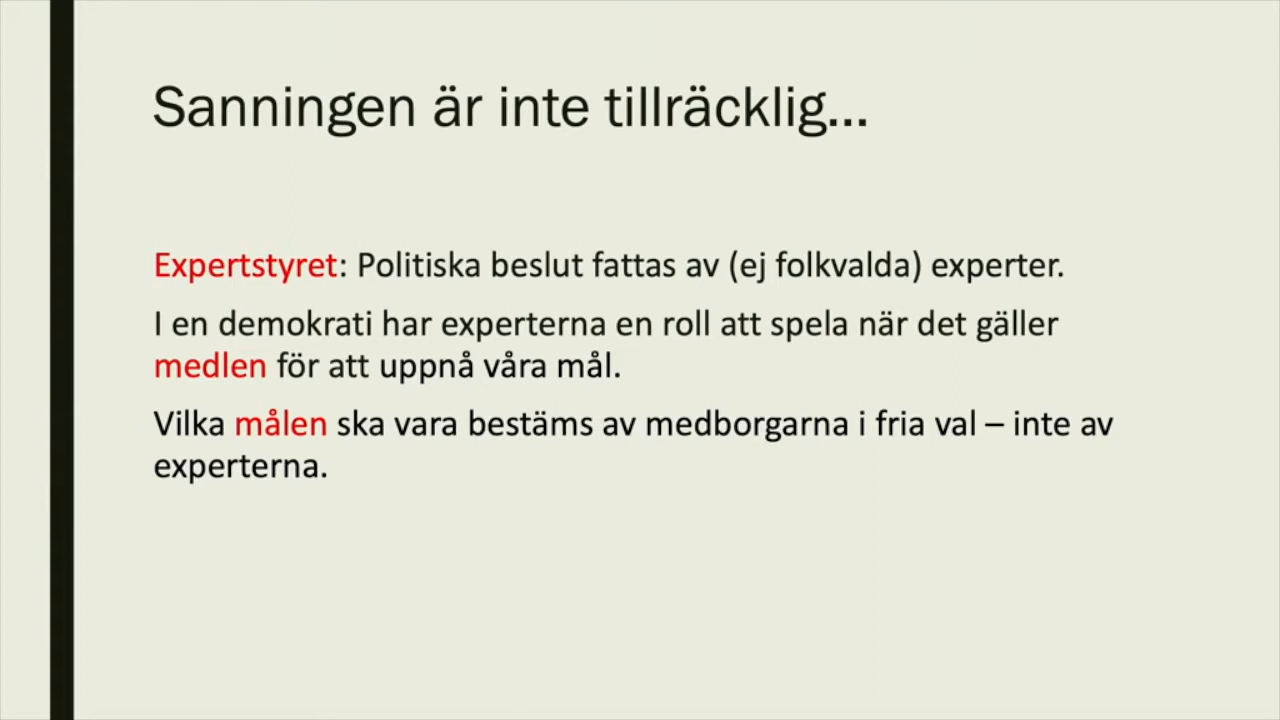 Sanningen är inte tillräcklig...
Expertstyret: Politiska beslut fattas av (ej folkvalda) experter.
I en demokrati har experterna en roll att spela när det gäller
medlen för att uppnå våra mål.
Vilka målen ska vara bestäms av medborgarna i fria val – inte av
experterna.